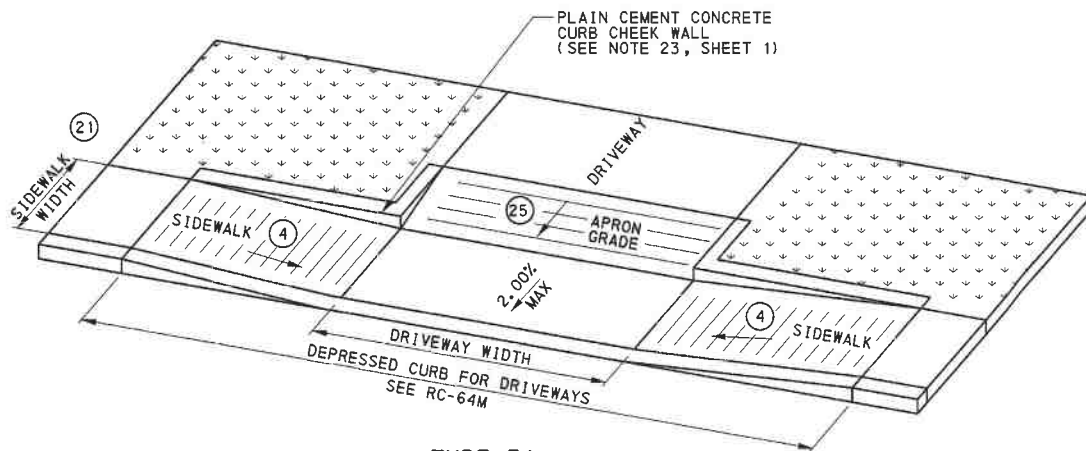 PLAIN CEMENT CONCRETE
CURB CHEEK WALL
(SEE NOTE 23, SHEET 1)
21
SIDEWALK
WIDTH
DRIVEWAY
SIDEWALK
4
25
APRON
GRADE
2.00%
MAX
4
SIDEWALK
DRIVEWAY WIDTH
DEPRESSED CURB FOR DRIVEWAYS
SEE RC-64M